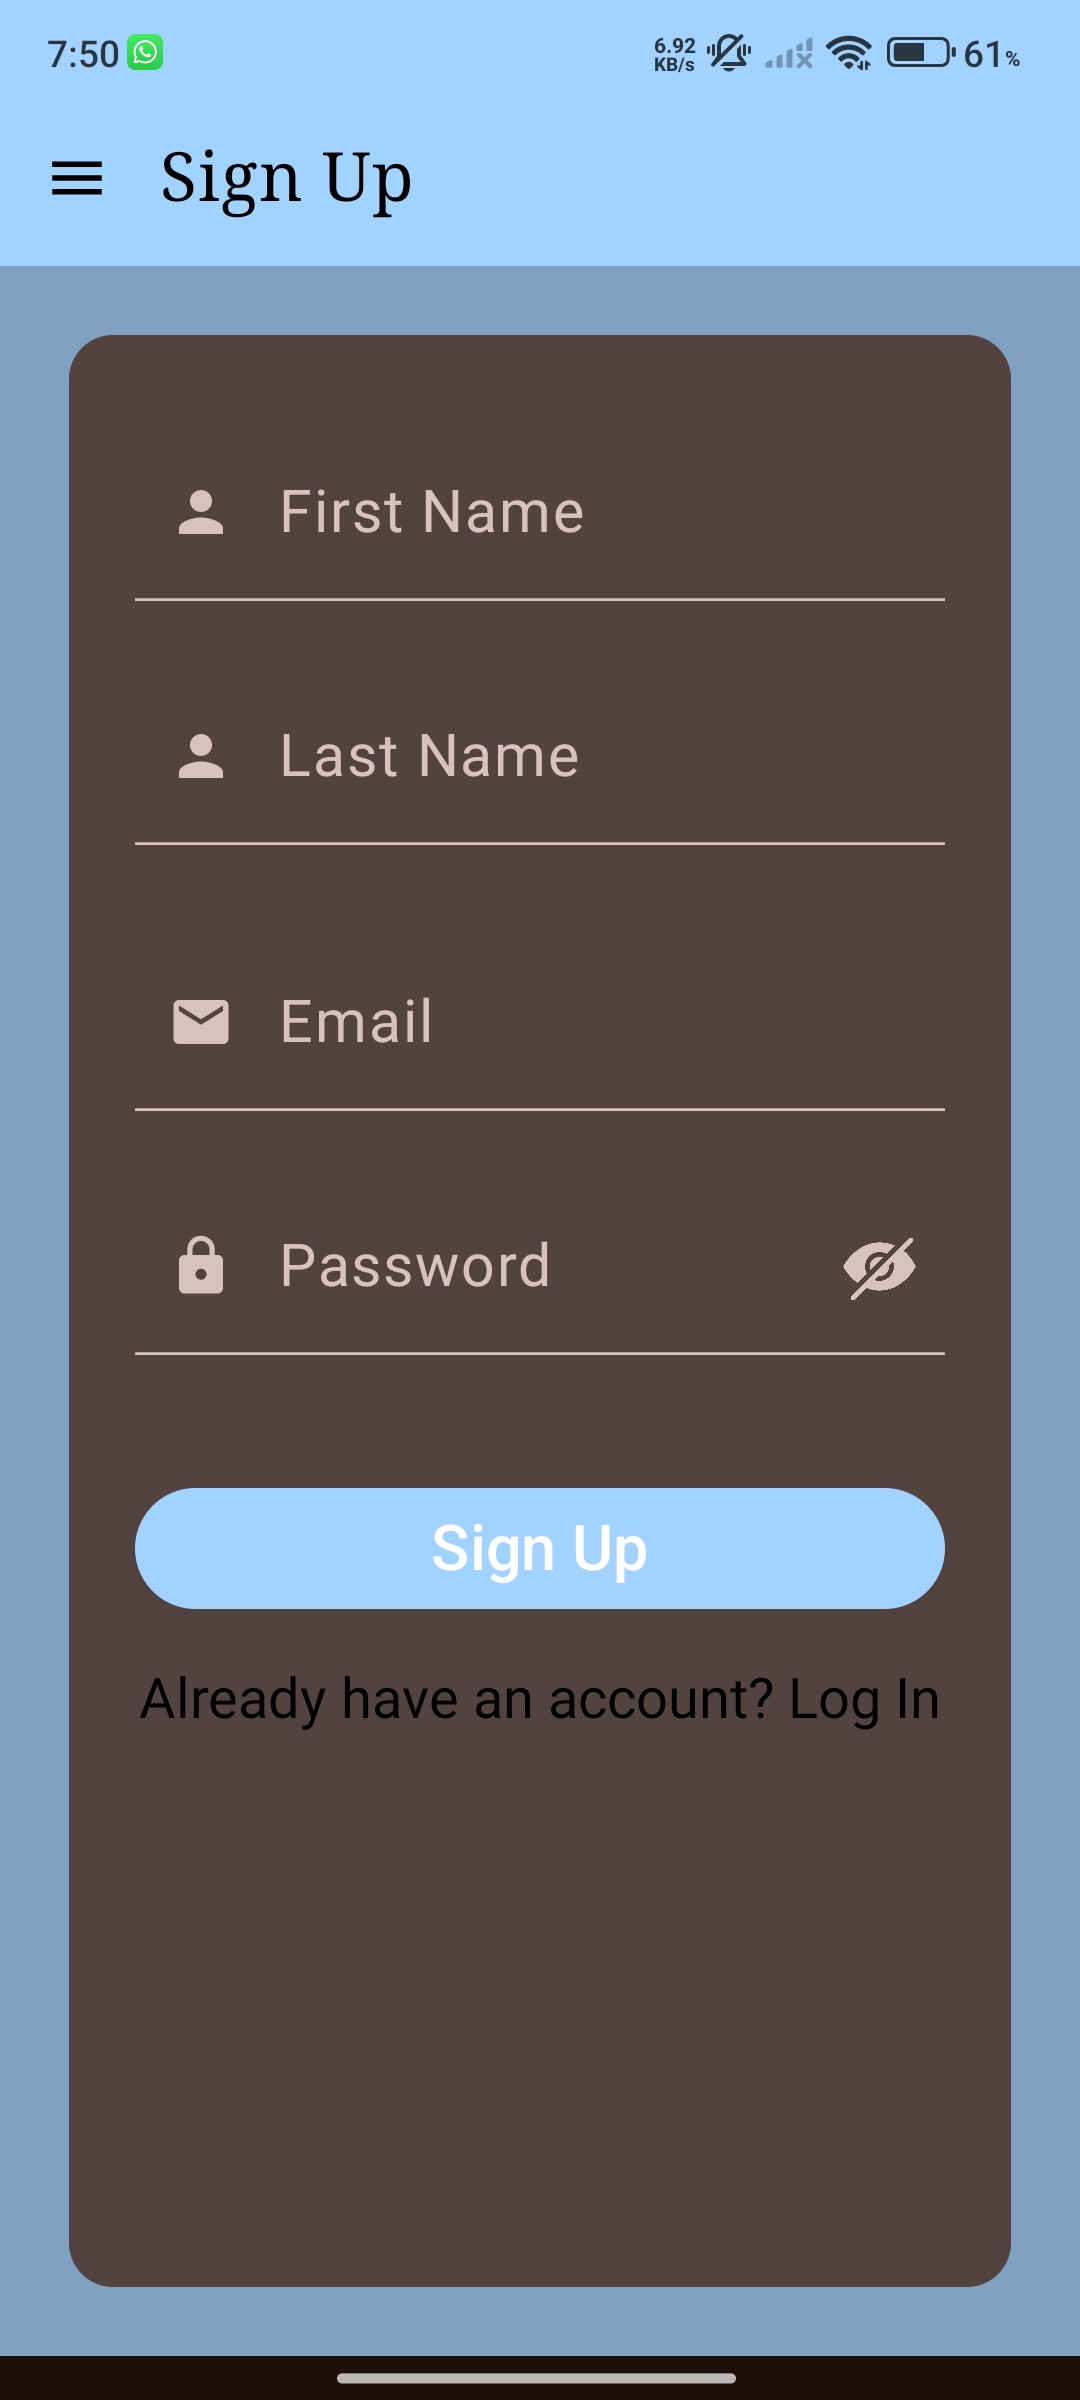 7:50 6.92 KB/s 61%
Sign Up
First Name
Last Name
Email
Password
Sign Up
Already have an account? Log In